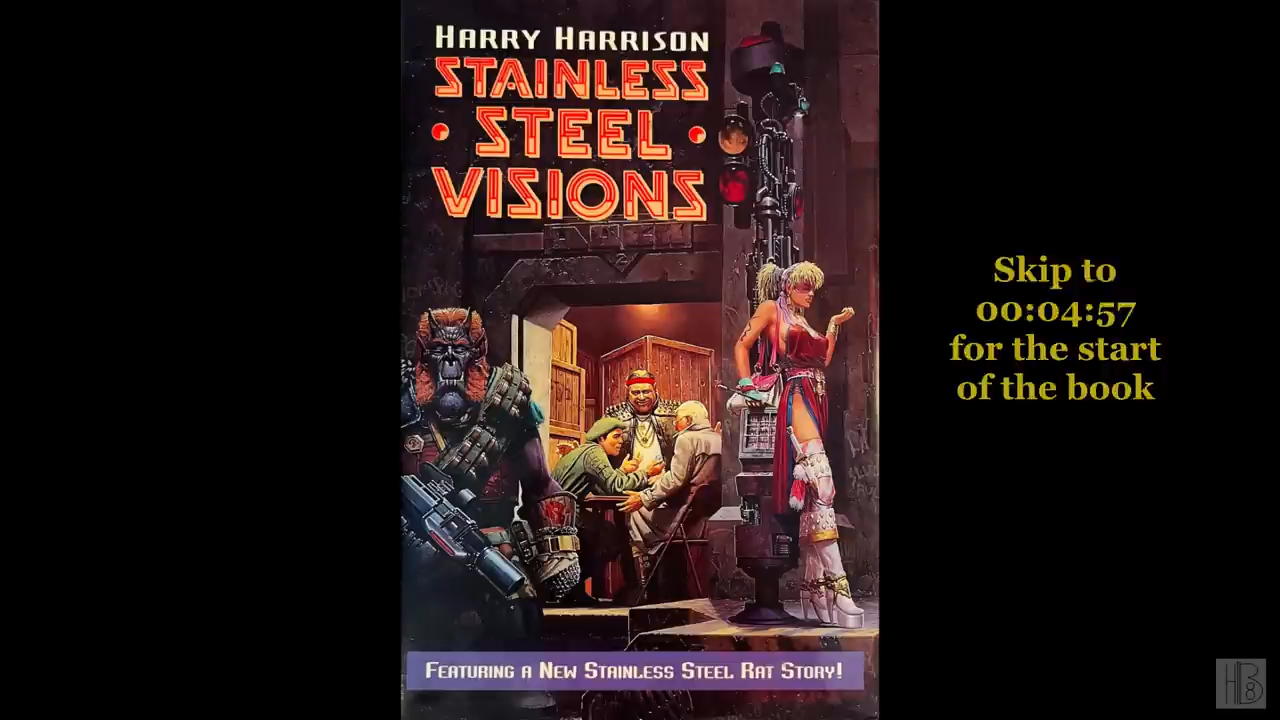 HARRY HARRISON
STAINLESS
• STEEL •
VISIONS
FEATURING A NEW STAINLESS STEEL RAT STORY!
Skip to
00:04:57
for the start
of the book